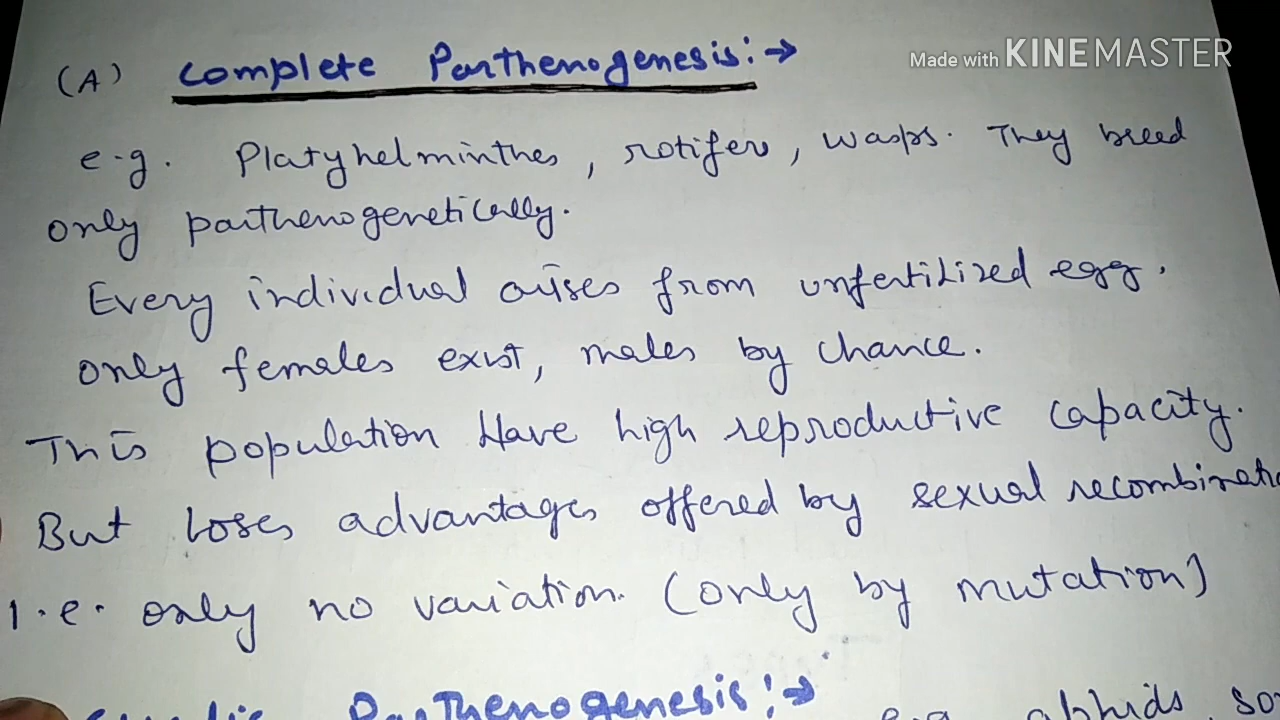 Made with KINEMASTER
(A) Complete Parthenogenesis:→
e.g. Platyhelminthes, rotifers, wasps. They breed
only parthenogenetically.
Every individual arises from unfertilized egg.
only females exist, males by chance.
This population Have high reproductive capacity.
But loses advantages offered by sexual recombinatio
i.e. only no variation. (only by mutation)
Parthenogenesis:→ e.g. aphids, so